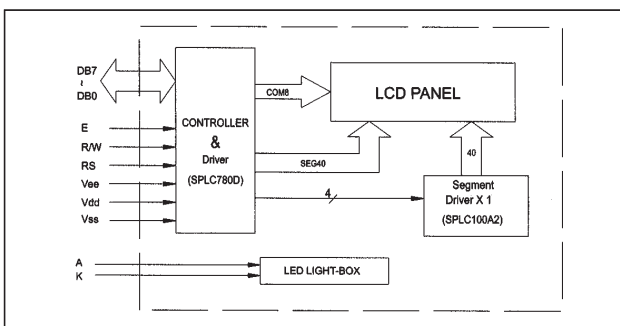 DB7
~
DB0
E
R/W
RS
Vee
Vdd
Vss
A
K
CONTROLLER
&
Driver
(SPLC780D)
COM8
SEG40
4
LCD PANEL
40
Segment
Driver X 1
(SPLC100A2)
LED LIGHT-BOX